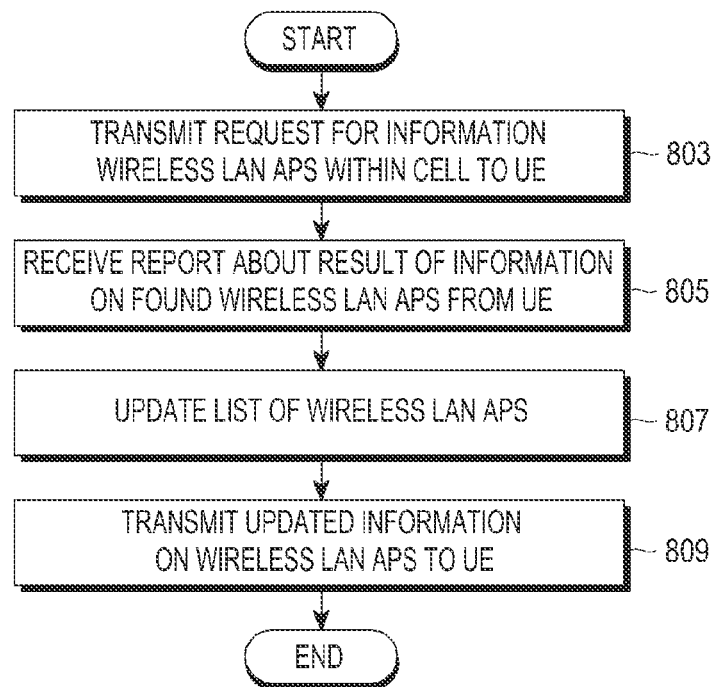 START
TRANSMIT REQUEST FOR INFORMATION
WIRELESS LAN APS WITHIN CELL TO UE
803
RECEIVE REPORT ABOUT RESULT OF INFORMATION
ON FOUND WIRELESS LAN APS FROM UE
805
UPDATE LIST OF WIRELESS LAN APS
807
TRANSMIT UPDATED INFORMATION
ON WIRELESS LAN APS TO UE
809
END